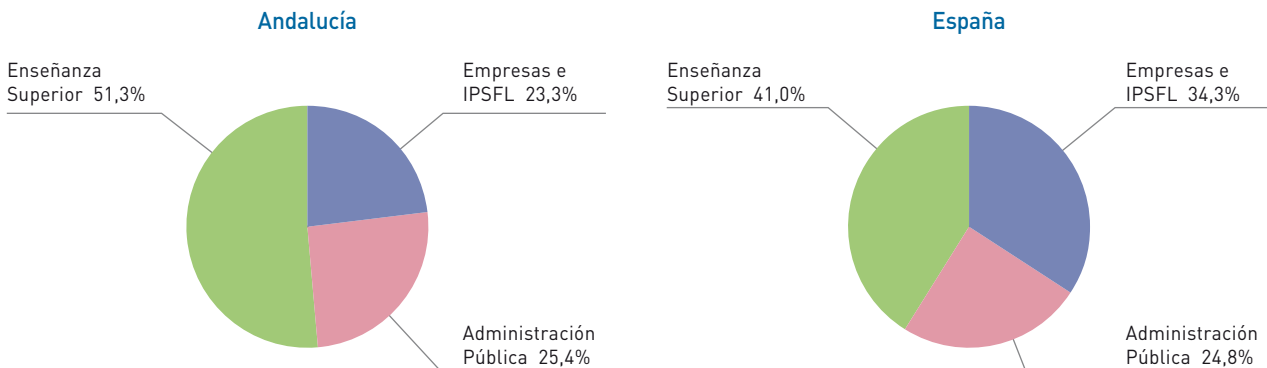 Andalucía
Enseñanza
Superior 51,3%
Empresas e
IPSFL 23,3%
Administración
Pública 25,4%
España
Enseñanza
Superior 41,0%
Empresas e
IPSFL 34,3%
Administración
Pública 24,8%